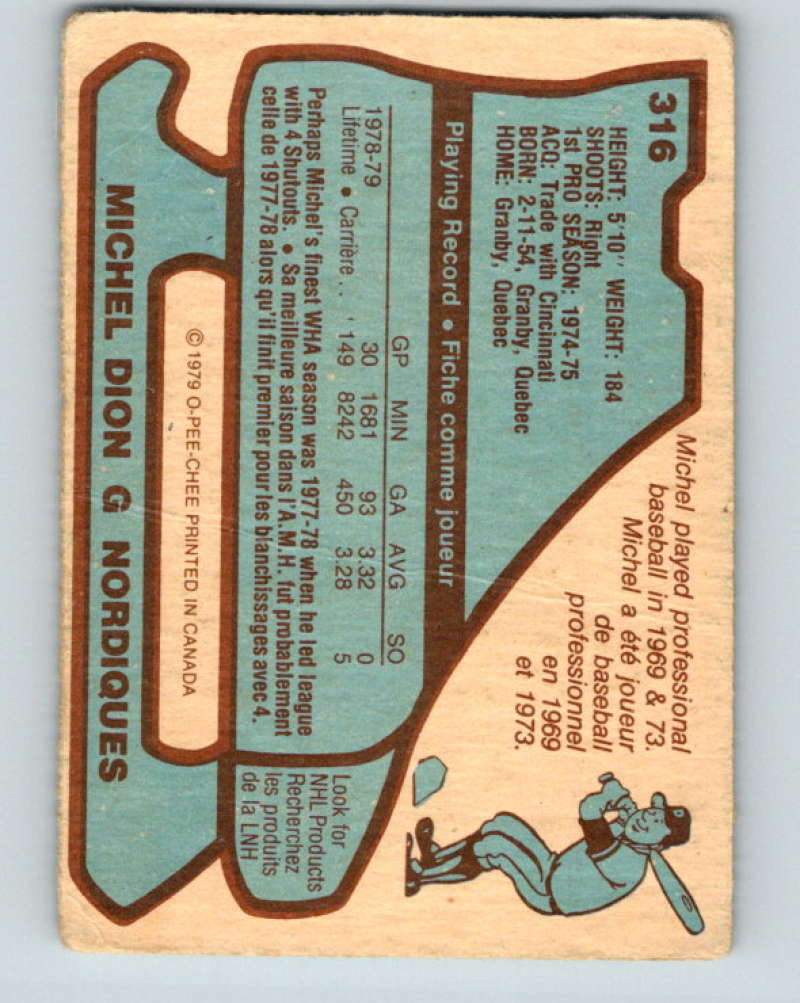 316
HEIGHT: 5'10'' WEIGHT: 184
SHOOTS: Right
1st PRO SEASON: 1974-75
ACQ: Trade with Cincinnati
BORN: 2-11-54, Granby, Quebec
HOME: Granby, Quebec
Michel played professional
baseball in 1969 & 73.
Michel a été joueur
de baseball
professionnel
en 1969
et 1973.
Playing Record • Fiche comme joueur
GP MIN GA AVG SO
1978-79 30 1681 93 3.32 0
Lifetime • Carrière .. 149 8242 450 3.28 5
Perhaps Michel's finest WHA season was 1977-78 when he led league
with 4 Shutouts. • Sa meilleure saison dans l'A.M.H. fut probablement
celle de 1977-78 alors qu'il finit premier pour les blanchissages avec 4.
Look for
NHL Products
Recherchez
les produits
de la LNH
© 1979 O-PEE-CHEE PRINTED IN CANADA
MICHEL DION G NORDIQUES